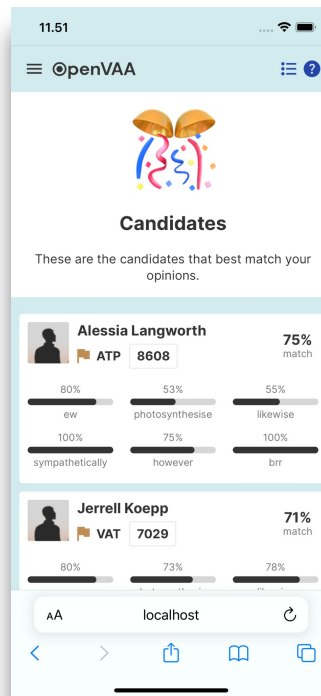 11.51
OpenVAA
?
Candidates
These are the candidates that best match your
opinions.
Alessia Langworth
ATP 8608
75%
match
80% 53% 55%
ew photosynthesise likewise
100% 75% 100%
sympathetically however brr
Jerrell Koepp
VAT 7029
71%
match
80% 73% 78%
AA localhost